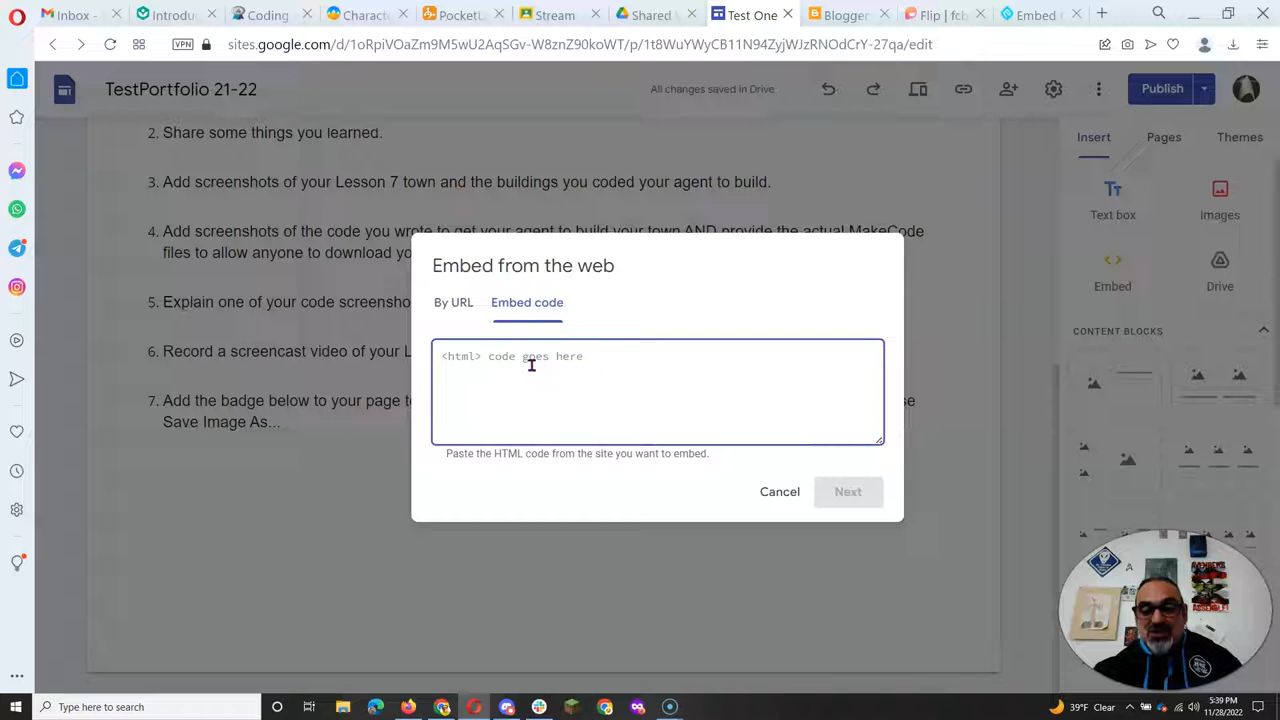 Inbox -
Introduc
Coding
Charact
PocketL
Stream
Shared
Test One
Blogger
Flip | fcb
Embed C
VPN
sites.google.com/d/1oRpiVOaZm9M5wU2AqSGv-W8znZ90koWT/p/1t8WuYWyCB11N94ZyjWJzRNOdCrY-27qa/edit
TestPortfolio 21-22
All changes saved in Drive
Publish
2. Share some things you learned.
3. Add screenshots of your Lesson 7 town and the buildings you coded your agent to build.
4. Add screenshots of the code you wrote to get your agent to build your town AND provide the actual MakeCode
files to allow anyone to download yo
5. Explain one of your code screensho
6. Record a screencast video of your L
7. Add the badge below to your page t
se
Save Image As...
Embed from the web
By URL
Embed code
<html> code goes here
Paste the HTML code from the site you want to embed.
Cancel
Next
Insert
Pages
Themes
Text box
Images
Embed
Drive
CONTENT BLOCKS
Type here to search
39°F Clear
5:39 PM
11/28/2022